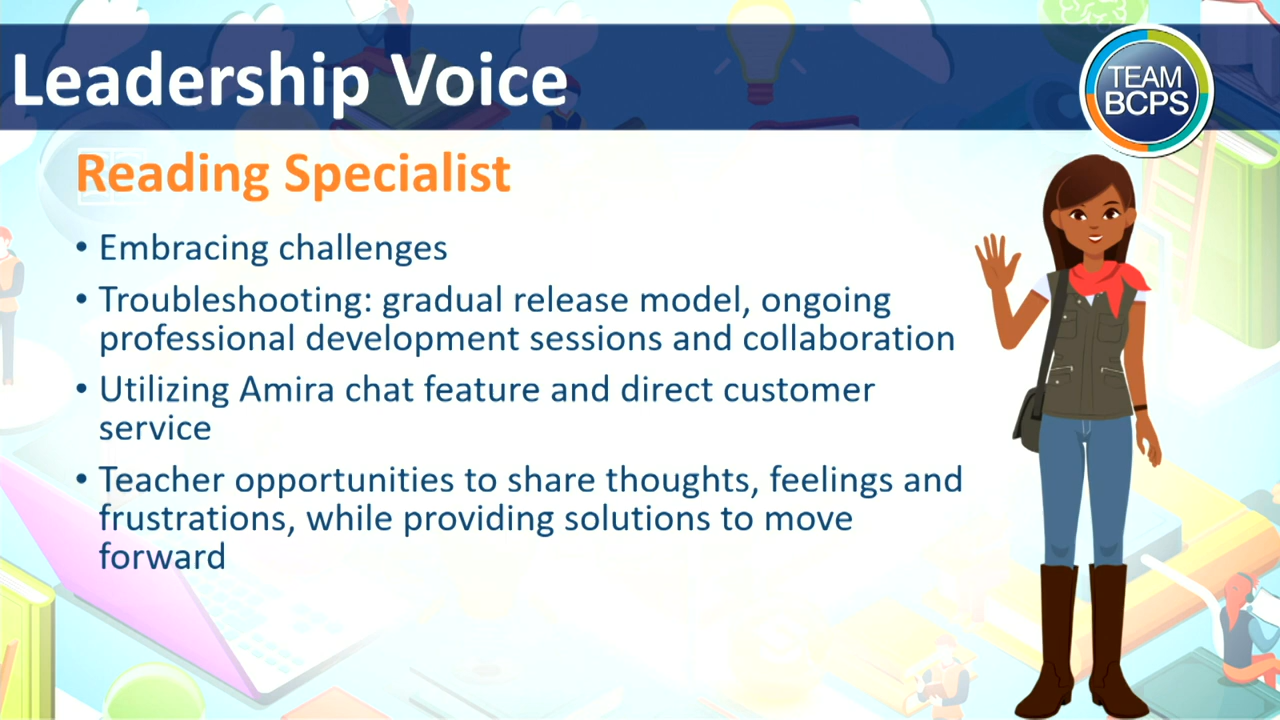 Leadership Voice
TEAM
BCPS
Reading Specialist
• Embracing challenges
• Troubleshooting: gradual release model, ongoing
professional development sessions and collaboration
• Utilizing Amira chat feature and direct customer
service
• Teacher opportunities to share thoughts, feelings and
frustrations, while providing solutions to move
forward